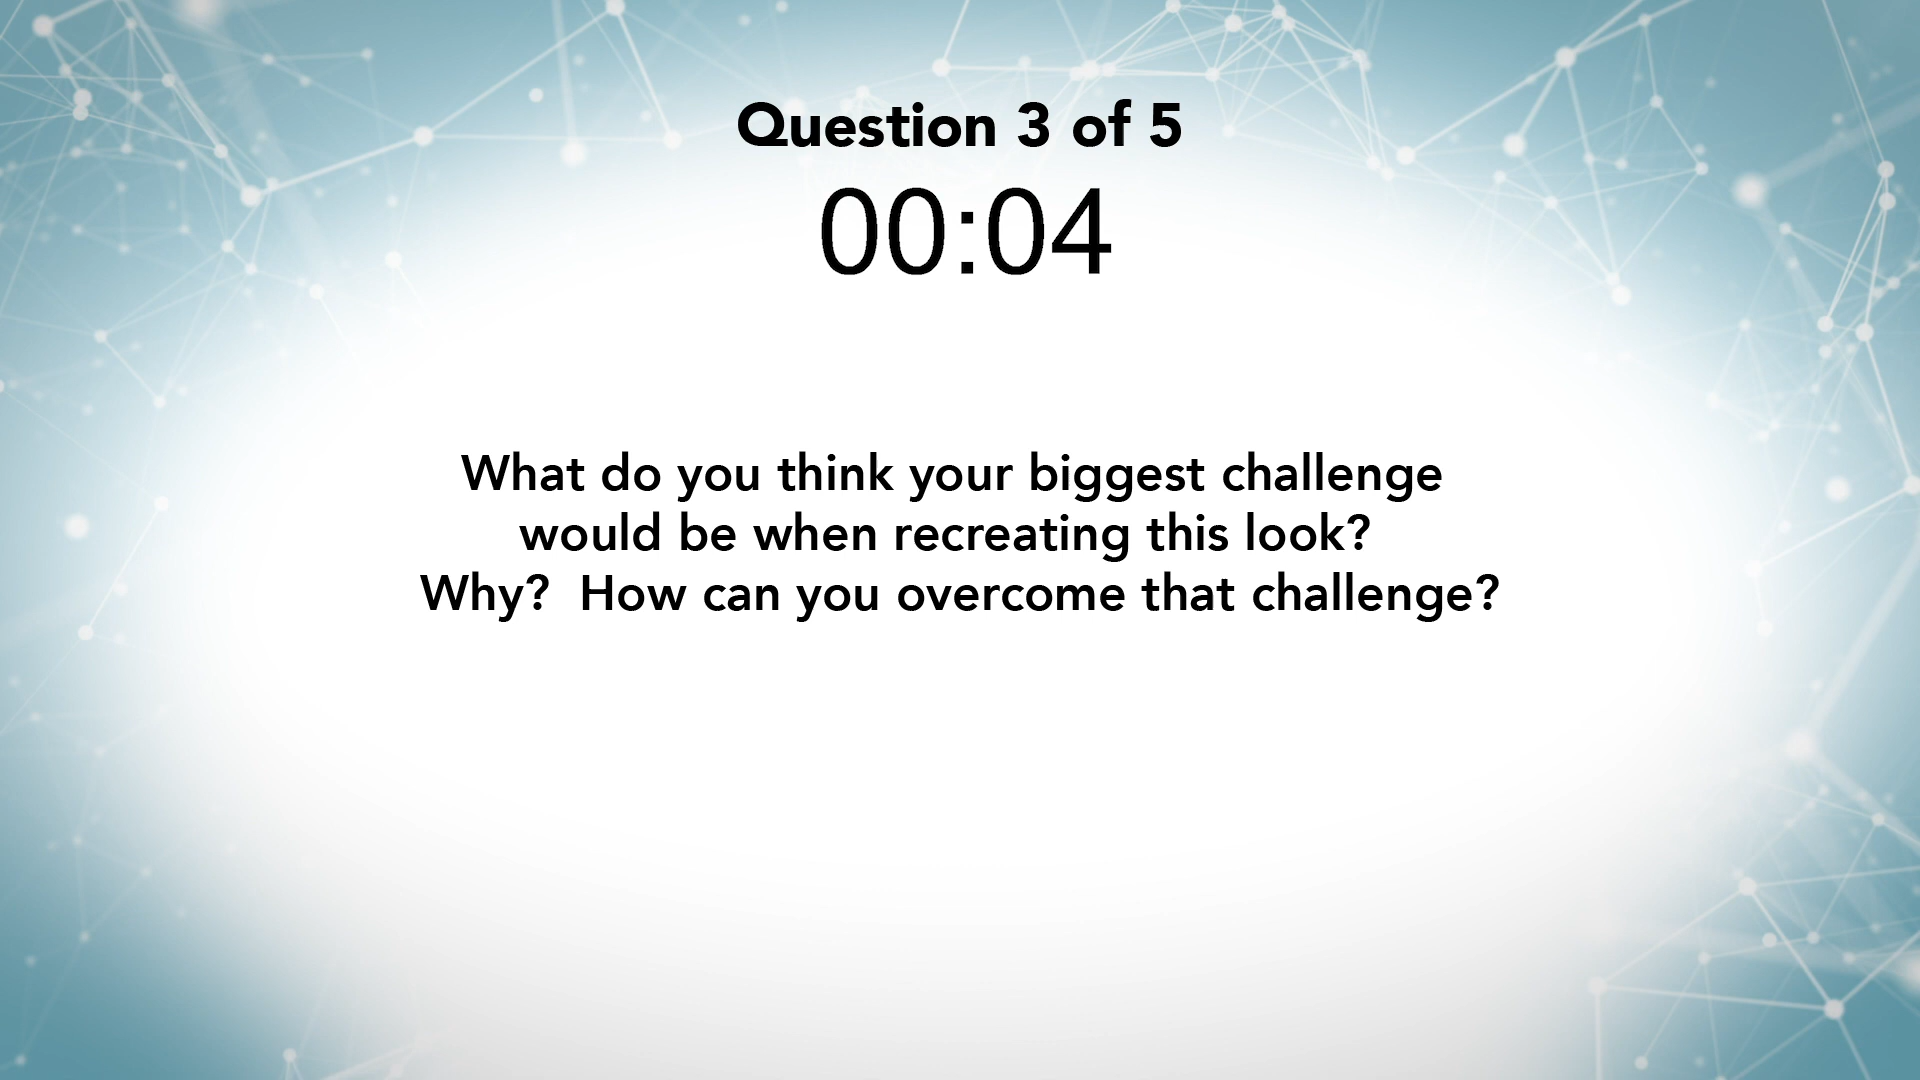 Question 3 of 5
00:04
What do you think your biggest challenge
would be when recreating this look?
Why?  How can you overcome that challenge?